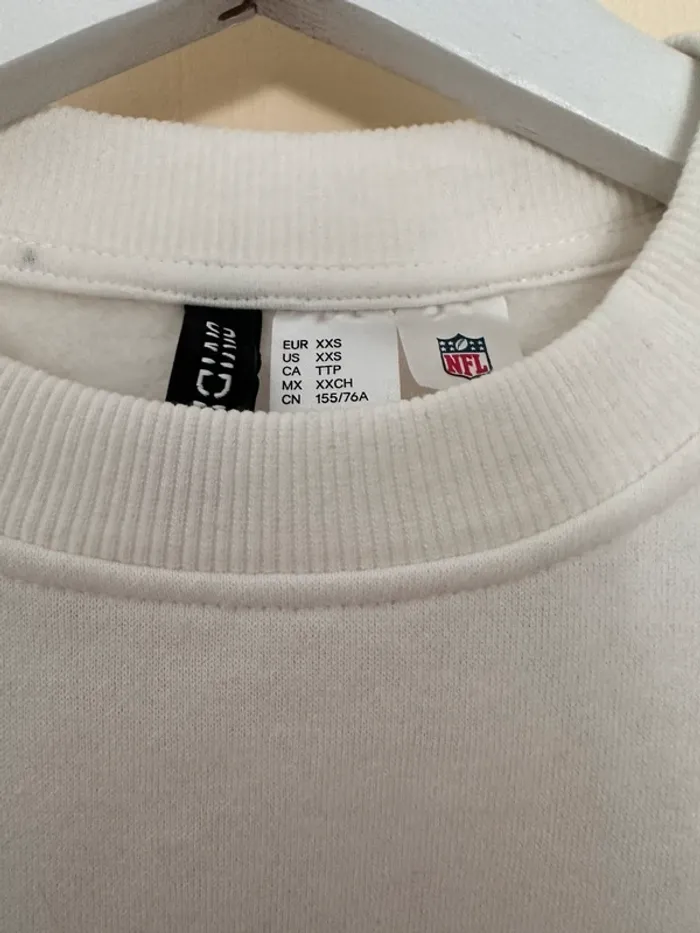 EUR XXS
US XXS
CA TTP
MX XXCH
CN 155/76A
NFL